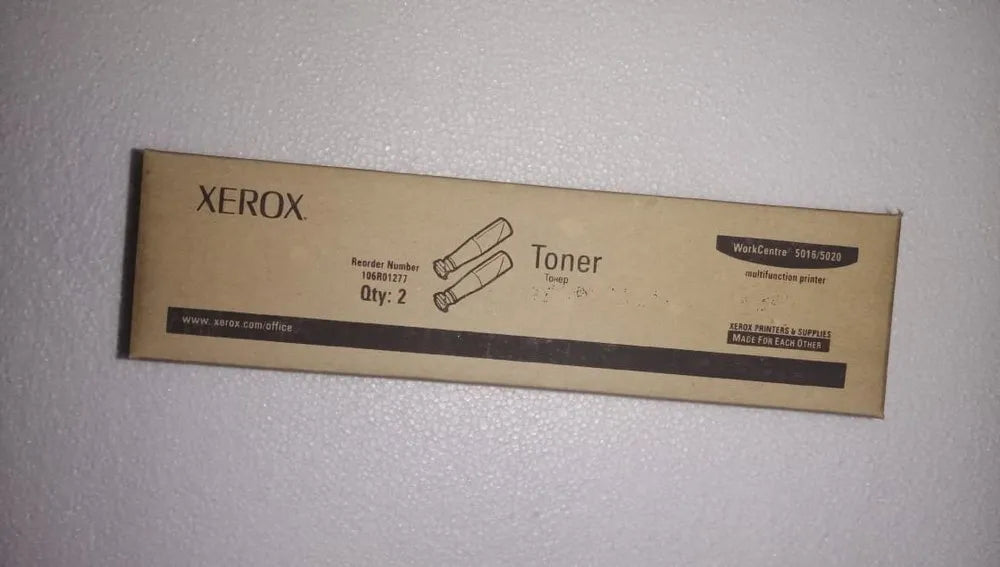 XEROX.
Reorder Number
106R01277
Qty: 2
Toner
Тонер
WorkCentre® 5016/5020
multifunction printer
XEROX PRINTERS & SUPPLIES
MADE FOR EACH OTHER
www.xerox.com/office